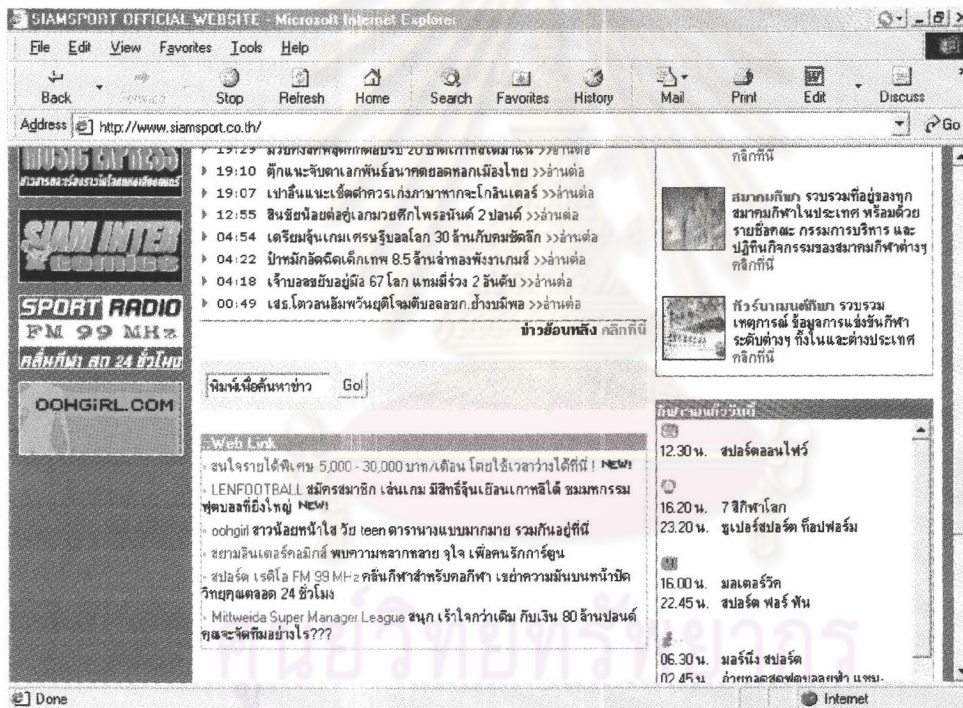 SIAMSPORT OFFICIAL WEBSITE - Microsoft Internet Explorer
File Edit View Favorites Tools Help
Back Forward Stop Refresh Home Search Favorites History Mail Print Edit Discuss
Address http://www.siamsport.co.th/ Go
MUSIC EXPRESS
SIAM INTER
comics
SPORT RADIO
FM 99 MHz
คลื่นกีฬา สด 24 ชั่วโมง
OOHGiRL.COM
19:10 ตุ๊กแนะจับตาเอกพันธ์อนาคตยอดหอกเมืองไทย >>อ่านต่อ
19:07 เปาลินแนะเชิ้ตดำควรเก่งภาษาหากจะโกอินเตอร์ >>อ่านต่อ
12:55 สินชัยน้อยต่อคู่เอกมวยศึกไพรอนันต์ 2 ปอนด์ >>อ่านต่อ
04:54 เตรียมลุ้นเกมเศรษฐีบอลโลก 30 ล้านกับคมชัดลึก >>อ่านต่อ
04:22 ป๋าหมักอัดฉีดเด็กเทพ 8.5 ล้านล่าทองพังงาเกมส์ >>อ่านต่อ
04:18 เจ้าบอลขยับอยู่มือ 67 โลก แทมมี่ร่วง 2 อันดับ >>อ่านต่อ
00:49 เสธ.โตวอนลัมพวันยุติโจมตีบอลอชก.ย้ำงบมีพอ >>อ่านต่อ
ข่าวย้อนหลัง คลิกที่นี่
พิมพ์เพื่อค้นหาข่าว Go!
Web Link
สนใจรายได้พิเศษ 5,000 - 30,000 บาท/เดือน โดยใช้เวลาว่างได้ที่นี่ ! NEW!
LENFOOTBALL สมัครสมาชิก เล่นเกม มีสิทธิ์ลุ้นเยือนเกาหลีใต้ ชมมหกรรม
ฟุตบอลที่ยิ่งใหญ่ NEW!
oohgirl สาวน้อยหน้าใส วัย teen ดารานางแบบมากมาย รวมกันอยู่ที่นี่
สยามอินเตอร์คอมิกส์ พบความหลากหลาย จุใจ เพื่อคนรักการ์ตูน
สปอร์ต เรดิโอ FM 99 MHz คลื่นกีฬาสำหรับคอกีฬา เขย่าความมันบนหน้าปัด
วิทยุคุณตลอด 24 ชั่วโมง
Mittweida Super Manager League สนุก เร้าใจกว่าเดิม กับเงิน 80 ล้านปอนด์
คุณจะจัดทีมอย่างไร???
คลิกที่นี่
สมาคมกีฬา รวบรวมที่อยู่ของทุก
สมาคมกีฬาในประเทศ พร้อมด้วย
รายชื่อคณะ กรรมการบริหาร และ
ปฏิทินกิจกรรมของสมาคมกีฬาต่างๆ
คลิกที่นี่
ทัวร์นาเมนต์กีฬา รวบรวม
เหตุการณ์ ข้อมูลการแข่งขันกีฬา
ระดับต่างๆ ทั้งในและต่างประเทศ
คลิกที่นี่
12.30 น. สปอร์ตออนไฟว์
16.20 น. 7 สีกีฬาโลก
23.20 น. ซูเปอร์สปอร์ต ท็อปฟอร์ม
16.00 น. มอเตอร์วีค
22.45 น. สปอร์ต ฟอร์ ฟัน
06.30 น. มอร์นิ่ง สปอร์ต
ศูนย์วิทยทรัพยากร
Done Internet